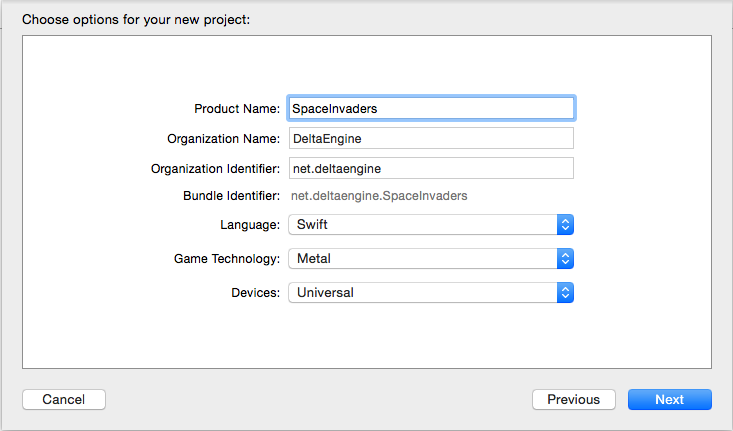 Choose options for your new project:
Product Name: SpaceInvaders
Organization Name: DeltaEngine
Organization Identifier: net.deltaengine
Bundle Identifier: net.deltaengine.SpaceInvaders
Language: Swift
Game Technology: Metal
Devices: Universal
Cancel Previous Next